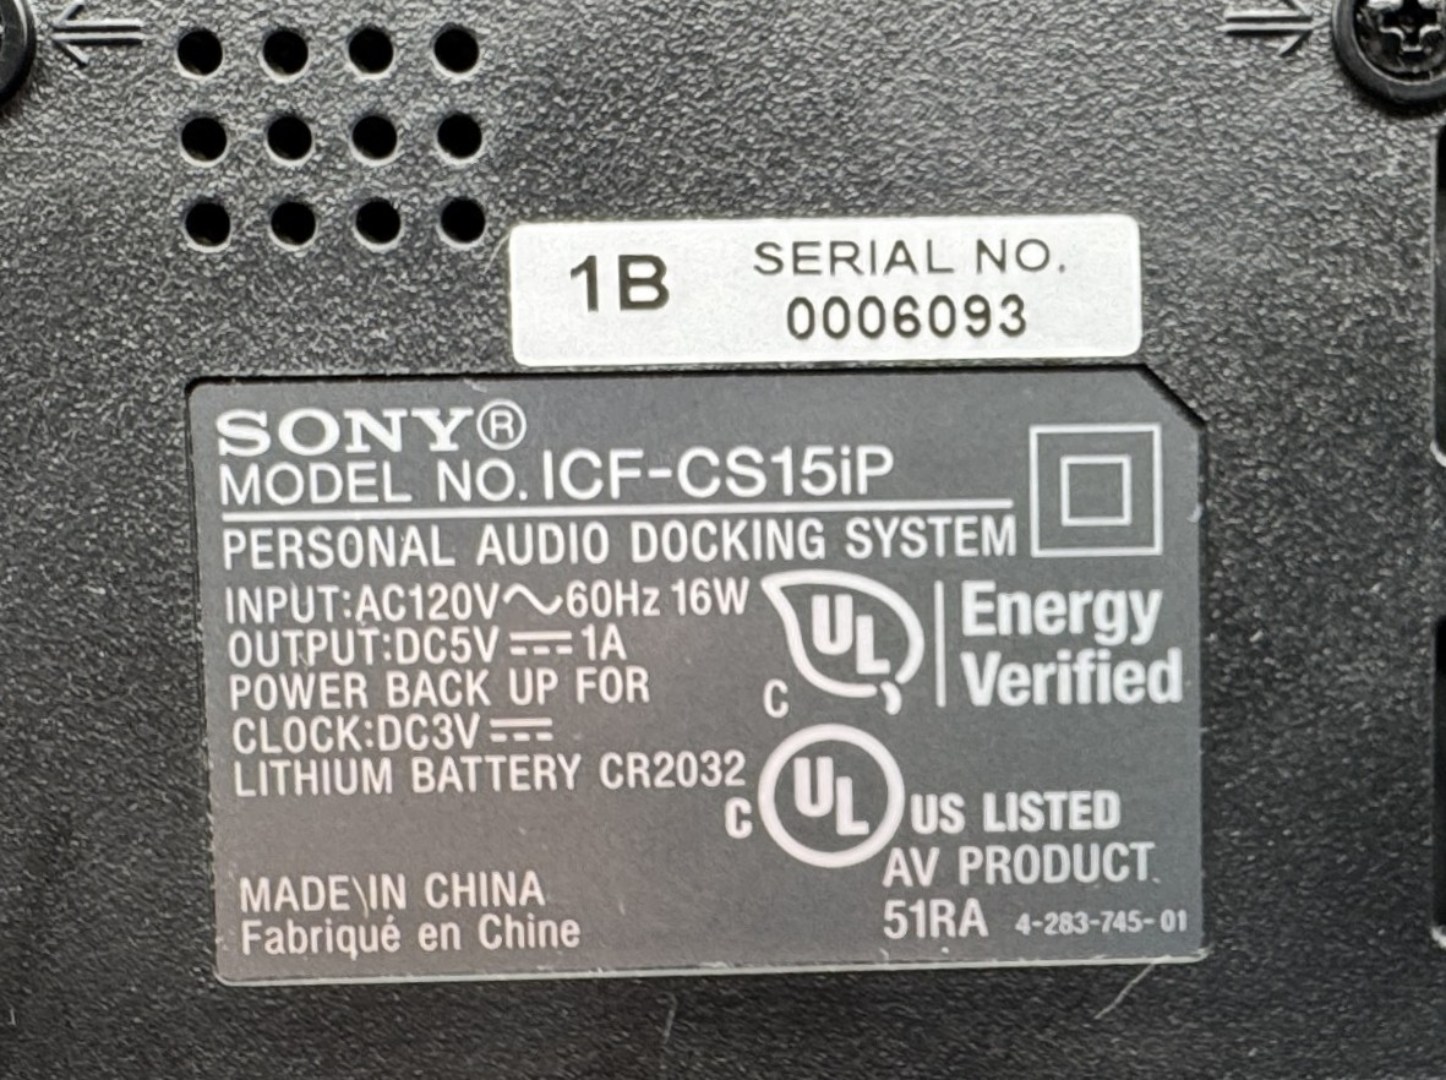 1B SERIAL NO.
0006093
SONY®
MODEL NO. ICF-CS15iP
PERSONAL AUDIO DOCKING SYSTEM
INPUT:AC120V～60Hz 16W
OUTPUT:DC5V ⎓ 1A
POWER BACK UP FOR
CLOCK:DC3V ⎓
LITHIUM BATTERY CR2032
C UL Energy
Verified
C UL US LISTED
AV PRODUCT
51RA 4-283-745-01
MADE IN CHINA
Fabriqué en Chine